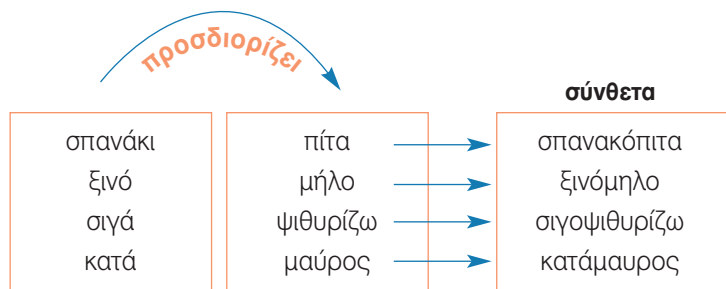 προσδιορίζει
σύνθετα
σπανάκι πίτα σπανακόπιτα
ξινό μήλο ξινόμηλο
σιγά ψιθυρίζω σιγοψιθυρίζω
κατά μαύρος κατάμαυρος